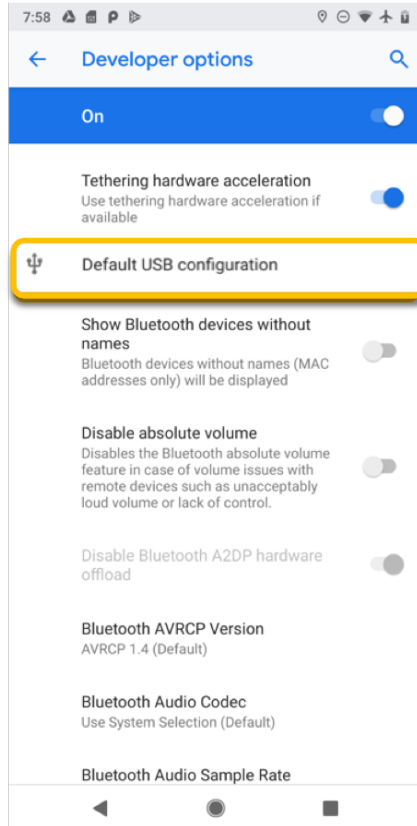 7:58
Developer options
On
Tethering hardware acceleration
Use tethering hardware acceleration if
available
Default USB configuration
Show Bluetooth devices without
names
Bluetooth devices without names (MAC
addresses only) will be displayed
Disable absolute volume
Disables the Bluetooth absolute volume
feature in case of volume issues with
remote devices such as unacceptably
loud volume or lack of control.
Disable Bluetooth A2DP hardware
offload
Bluetooth AVRCP Version
AVRCP 1.4 (Default)
Bluetooth Audio Codec
Use System Selection (Default)
Bluetooth Audio Sample Rate